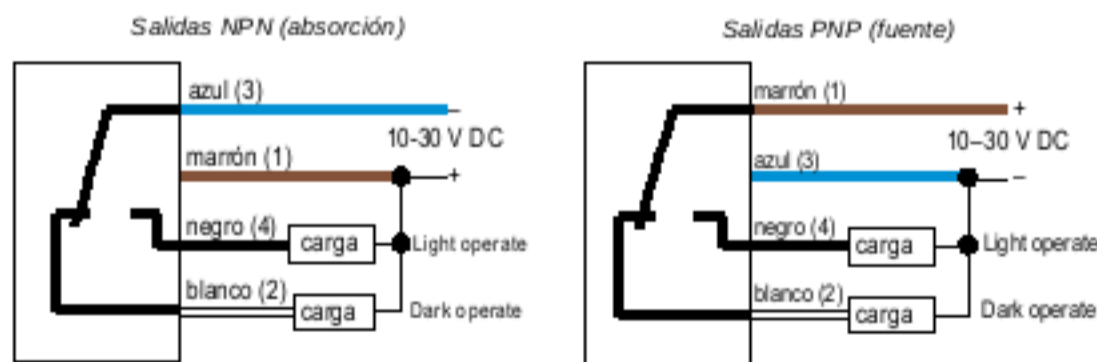 Salidas NPN (absorción)
azul (3)
–
10-30 V DC
marrón (1)
+
negro (4)
carga
Light operate
blanco (2)
carga
Dark operate
Salidas PNP (fuente)
marrón (1)
+
10–30 V DC
azul (3)
–
negro (4)
carga
Light operate
blanco (2)
carga
Dark operate